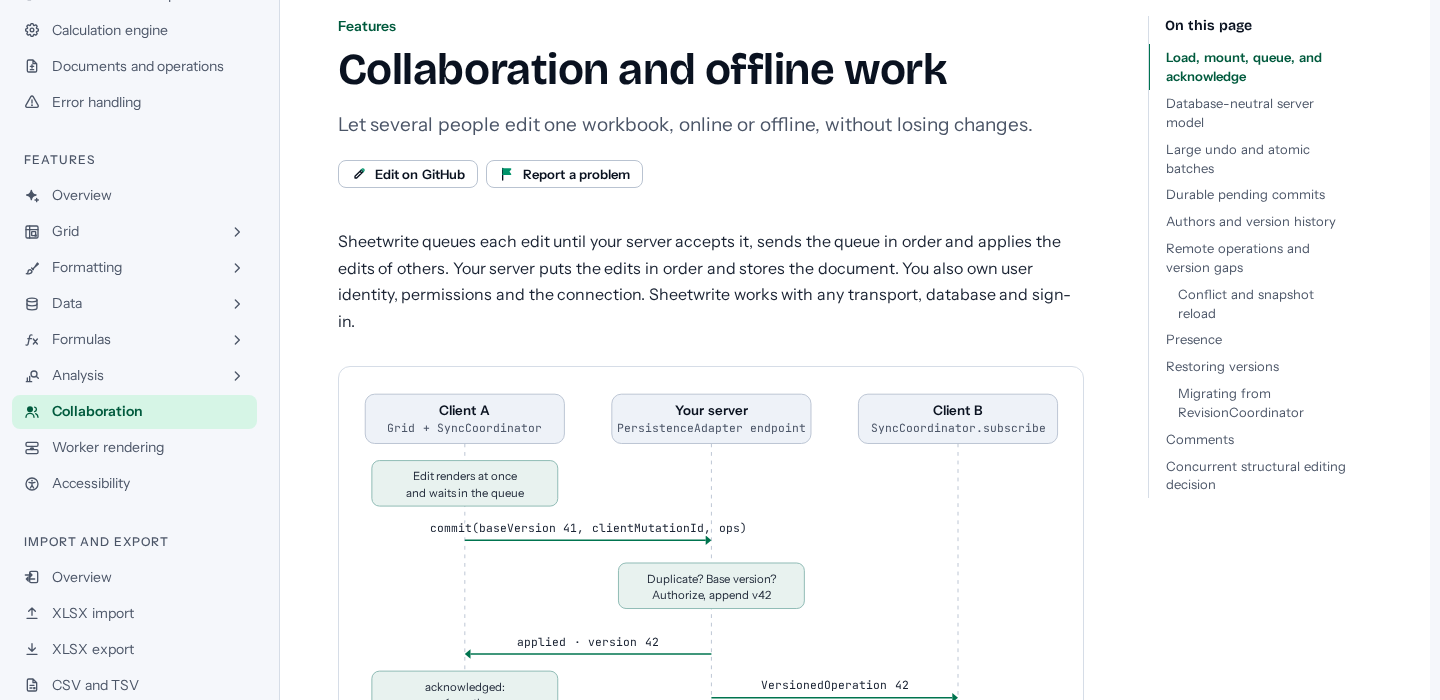 Calculation engine
Documents and operations
Error handling
FEATURES
Overview
Grid
Formatting
Data
Formulas
Analysis
Collaboration
Worker rendering
Accessibility
IMPORT AND EXPORT
Overview
XLSX import
XLSX export
CSV and TSV
Features
Collaboration and offline work
Let several people edit one workbook, online or offline, without losing changes.
Edit on GitHub
Report a problem
Sheetwrite queues each edit until your server accepts it, sends the queue in order and applies the
edits of others. Your server puts the edits in order and stores the document. You also own user
identity, permissions and the connection. Sheetwrite works with any transport, database and sign-
in.
Client A
Grid + SyncCoordinator
Your server
PersistenceAdapter endpoint
Client B
SyncCoordinator.subscribe
Edit renders at once
and waits in the queue
commit(baseVersion 41, clientMutationId, ops)
Duplicate? Base version?
Authorize, append v42
applied · version 42
acknowledged:
VersionedOperation 42
On this page
Load, mount, queue, and
acknowledge
Database-neutral server
model
Large undo and atomic
batches
Durable pending commits
Authors and version history
Remote operations and
version gaps
Conflict and snapshot
reload
Presence
Restoring versions
Migrating from
RevisionCoordinator
Comments
Concurrent structural editing
decision